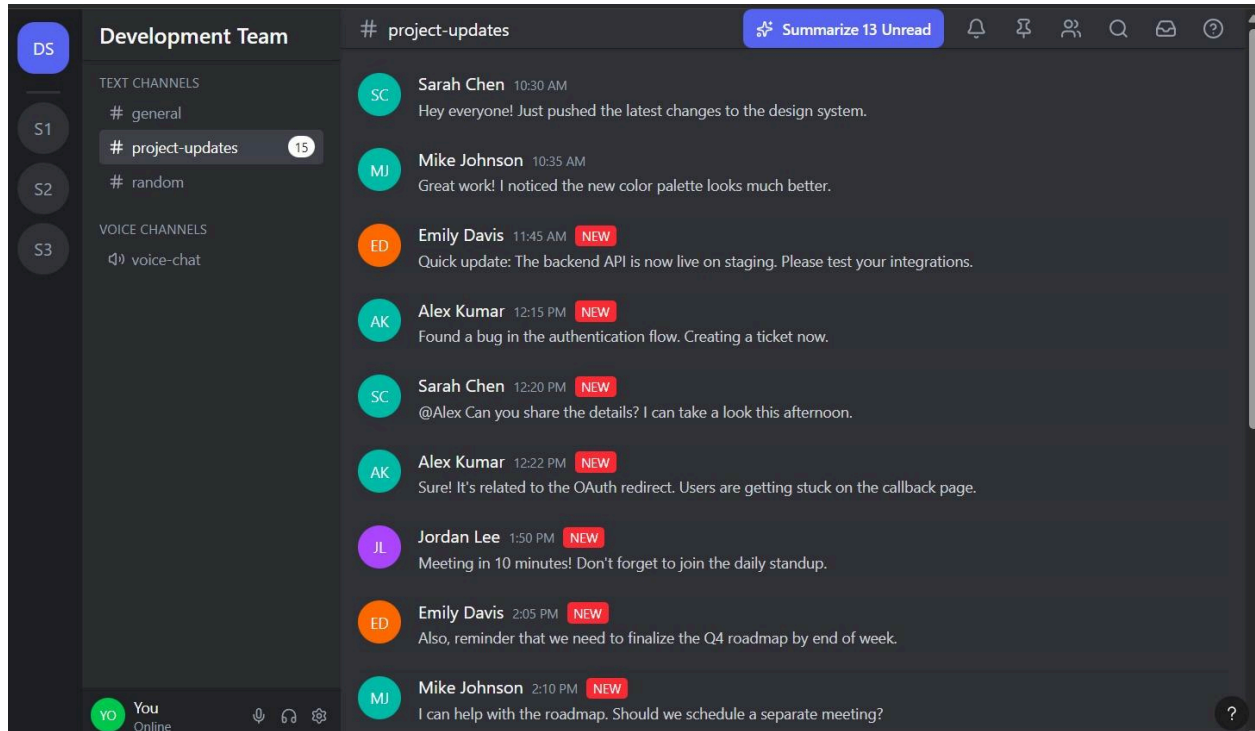 DS
S1
S2
S3
Development Team
TEXT CHANNELS
# general
# project-updates 15
# random
VOICE CHANNELS
voice-chat
YO You
Online
# project-updates Summarize 13 Unread ?
SC Sarah Chen 10:30 AM
Hey everyone! Just pushed the latest changes to the design system.
MJ Mike Johnson 10:35 AM
Great work! I noticed the new color palette looks much better.
ED Emily Davis 11:45 AM NEW
Quick update: The backend API is now live on staging. Please test your integrations.
AK Alex Kumar 12:15 PM NEW
Found a bug in the authentication flow. Creating a ticket now.
SC Sarah Chen 12:20 PM NEW
@Alex Can you share the details? I can take a look this afternoon.
AK Alex Kumar 12:22 PM NEW
Sure! It's related to the OAuth redirect. Users are getting stuck on the callback page.
JL Jordan Lee 1:50 PM NEW
Meeting in 10 minutes! Don't forget to join the daily standup.
ED Emily Davis 2:05 PM NEW
Also, reminder that we need to finalize the Q4 roadmap by end of week.
MJ Mike Johnson 2:10 PM NEW
I can help with the roadmap. Should we schedule a separate meeting?
?